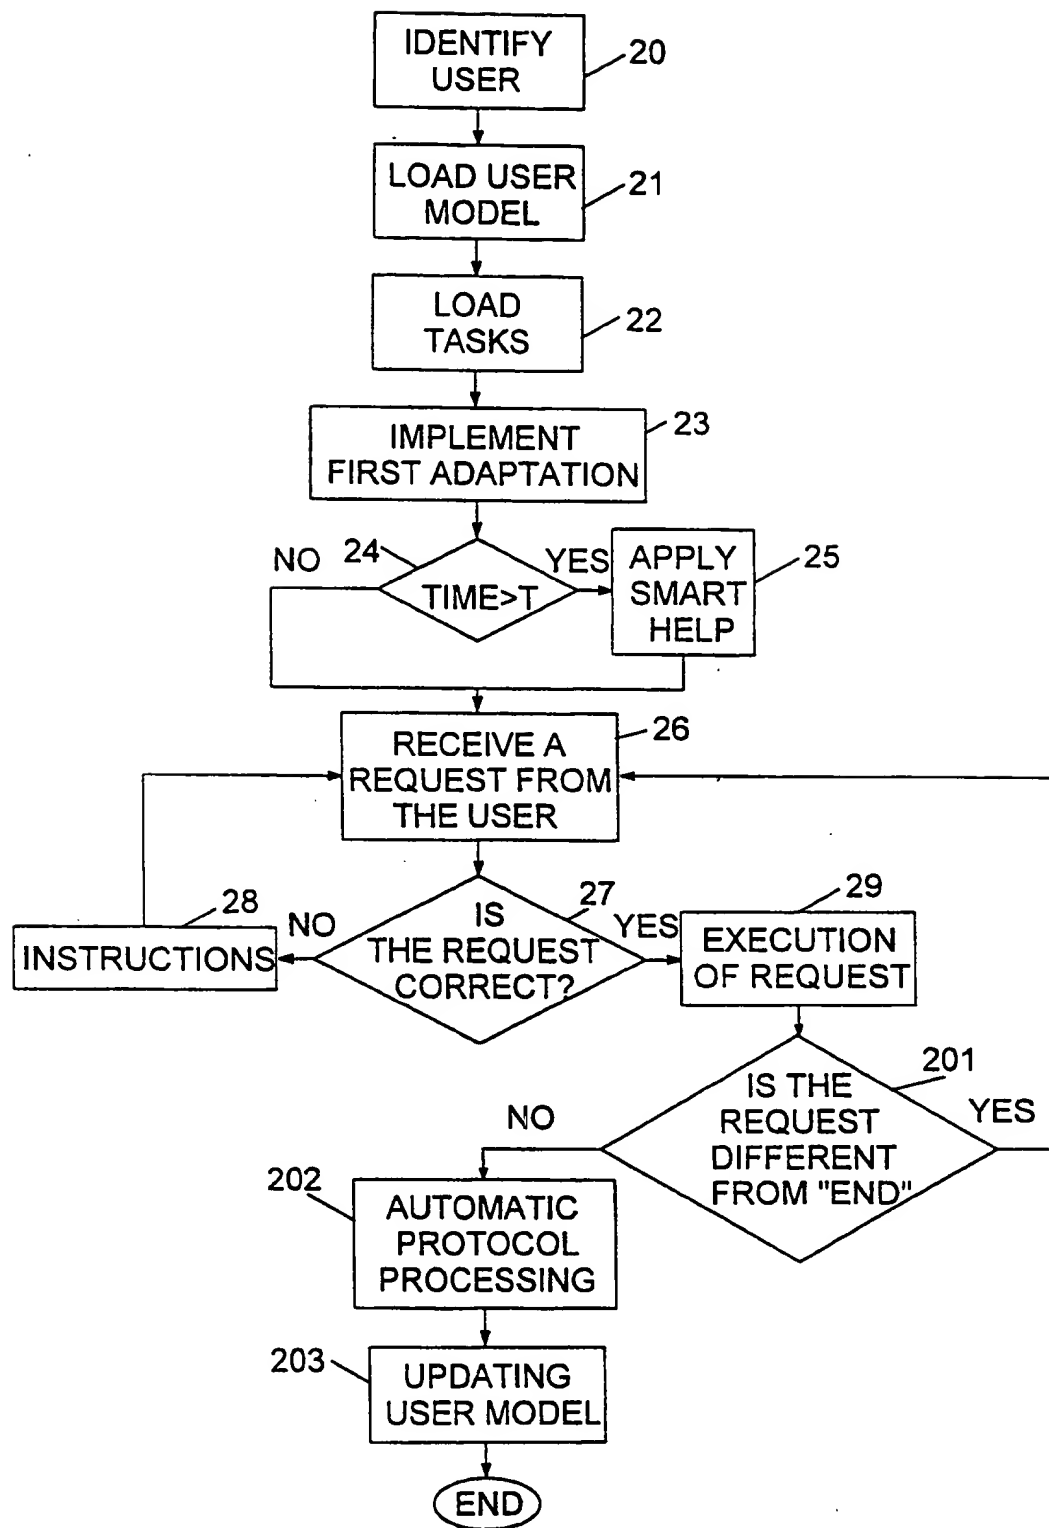 IDENTIFY
USER
20
LOAD USER
MODEL
21
LOAD
TASKS
22
IMPLEMENT
FIRST ADAPTATION
23
NO
24
TIME>T
YES
APPLY
SMART
HELP
25
RECEIVE A
REQUEST FROM
THE USER
26
28
INSTRUCTIONS
NO
IS
THE REQUEST
CORRECT?
27
YES
29
EXECUTION
OF REQUEST
NO
IS THE
REQUEST
DIFFERENT
FROM "END"
201
YES
202
AUTOMATIC
PROTOCOL
PROCESSING
203
UPDATING
USER MODEL
END